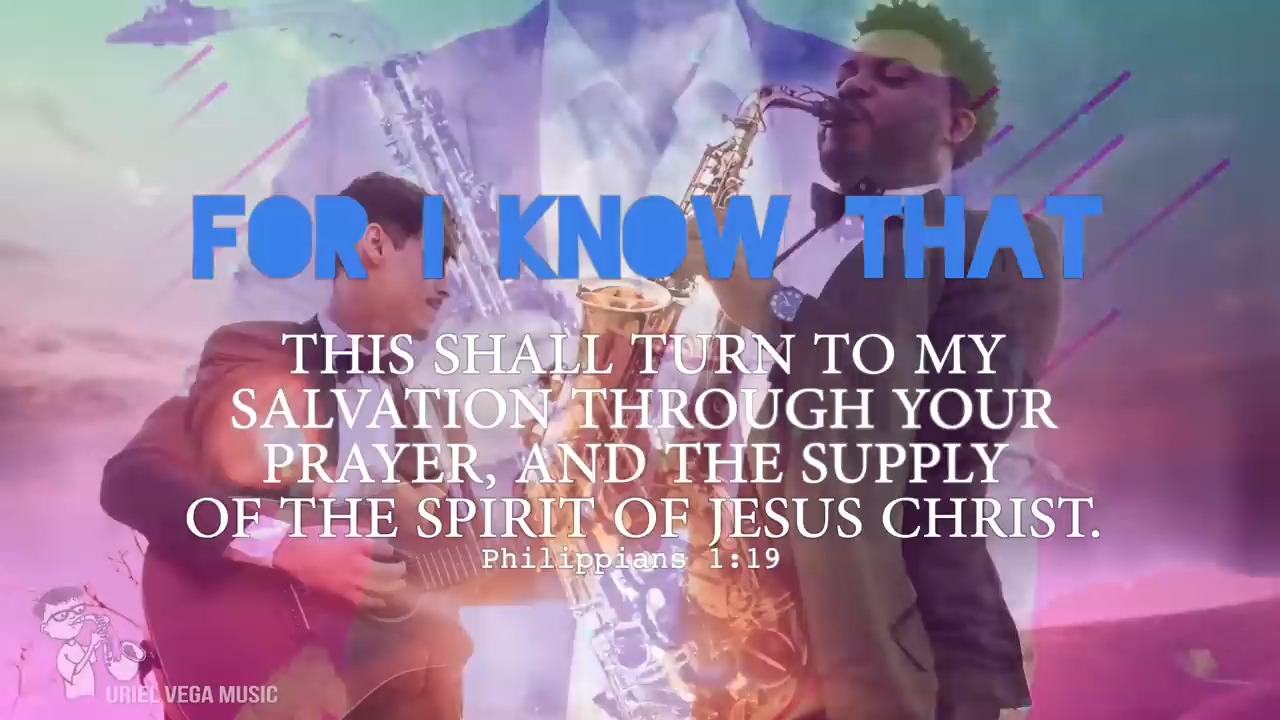 FOR I KNOW THAT
THIS SHALL TURN TO MY
SALVATION THROUGH YOUR
PRAYER, AND THE SUPPLY
OF THE SPIRIT OF JESUS CHRIST.
Philippians 1:19
URIEL VEGA MUSIC